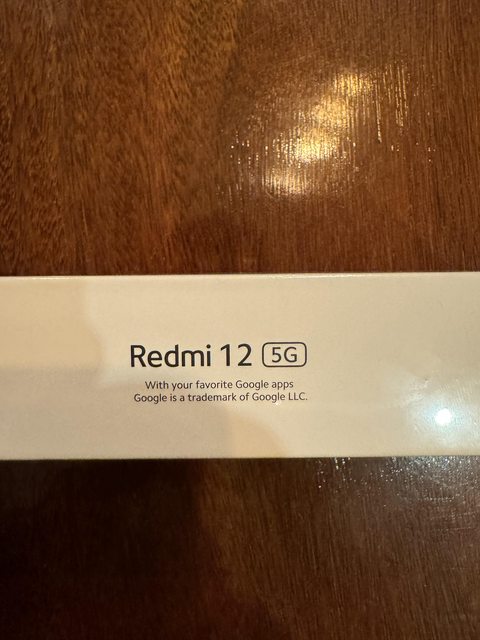 Redmi 12 5G
With your favorite Google apps
Google is a trademark of Google LLC.